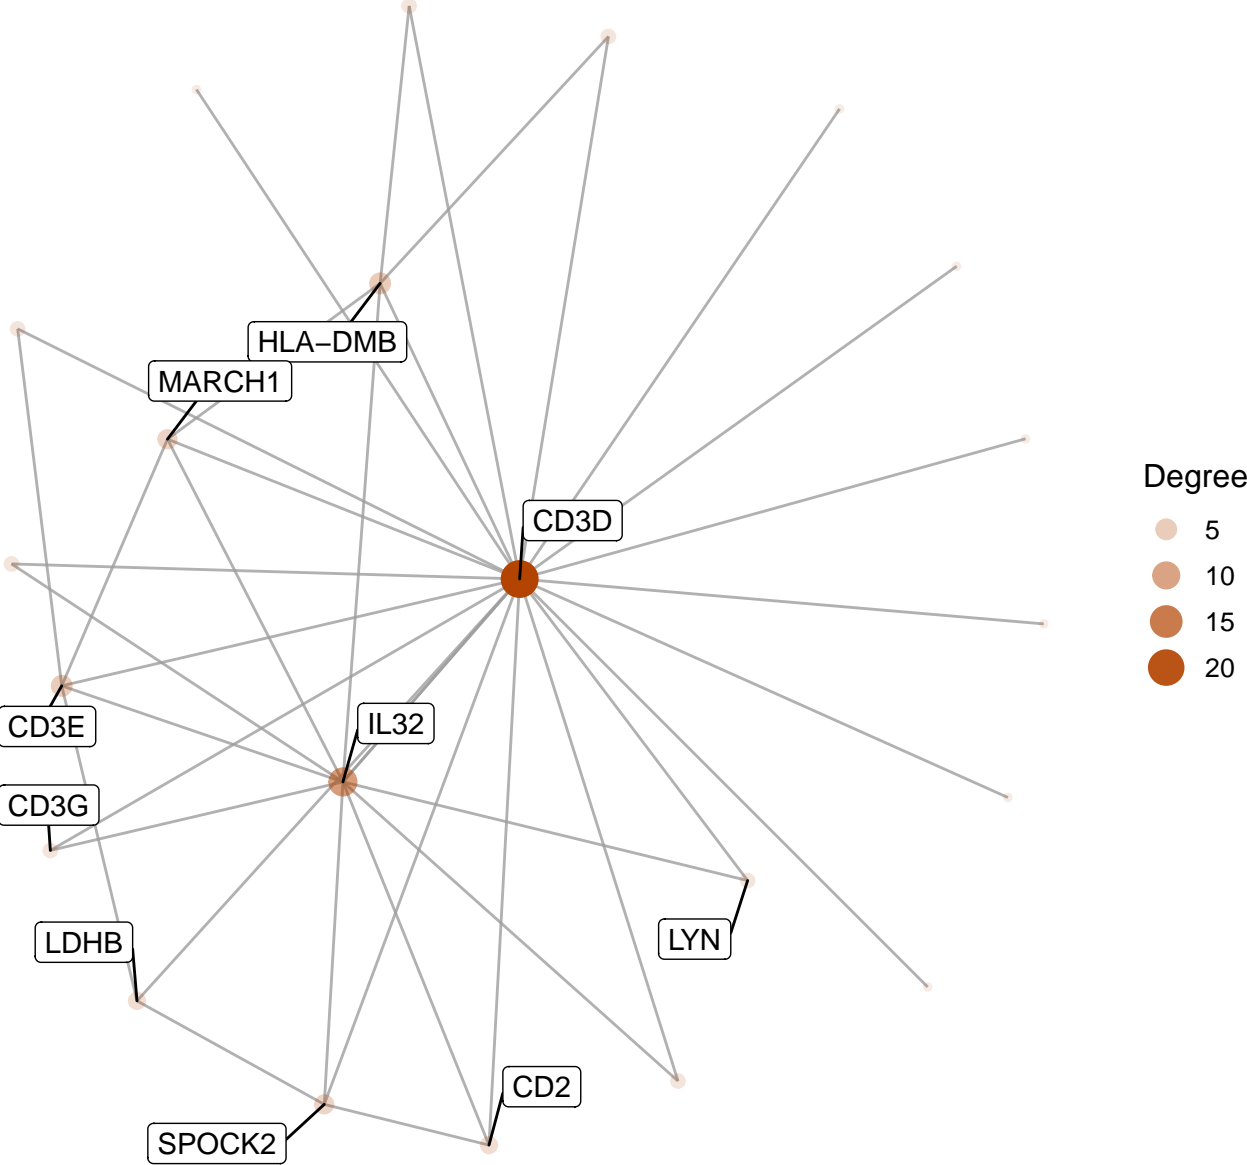 HLA−DMB
MARCH1
CD3D
Degree
5
10
15
20
CD3E
IL32
CD3G
LDHB
LYN
CD2
SPOCK2